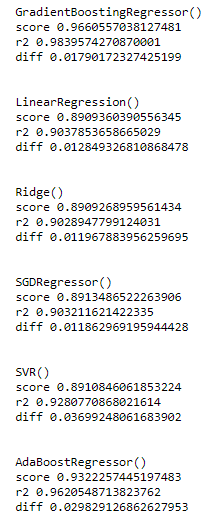 GradientBoostingRegressor()
score 0.9660557038127481
r2 0.9839574270870001
diff 0.01790172327425199
LinearRegression()
score 0.8909360390556345
r2 0.9037853658665029
diff 0.012849326810868478
Ridge()
score 0.8909268959561434
r2 0.9028947799124031
diff 0.011967883956259695
SGDRegressor()
score 0.8913486522263906
r2 0.903211621422335
diff 0.011862969195944428
SVR()
score 0.8910846061853224
r2 0.9280770868021614
diff 0.03699248061683902
AdaBoostRegressor()
score 0.9322257445197483
r2 0.9620548713823762
diff 0.029829126862627953